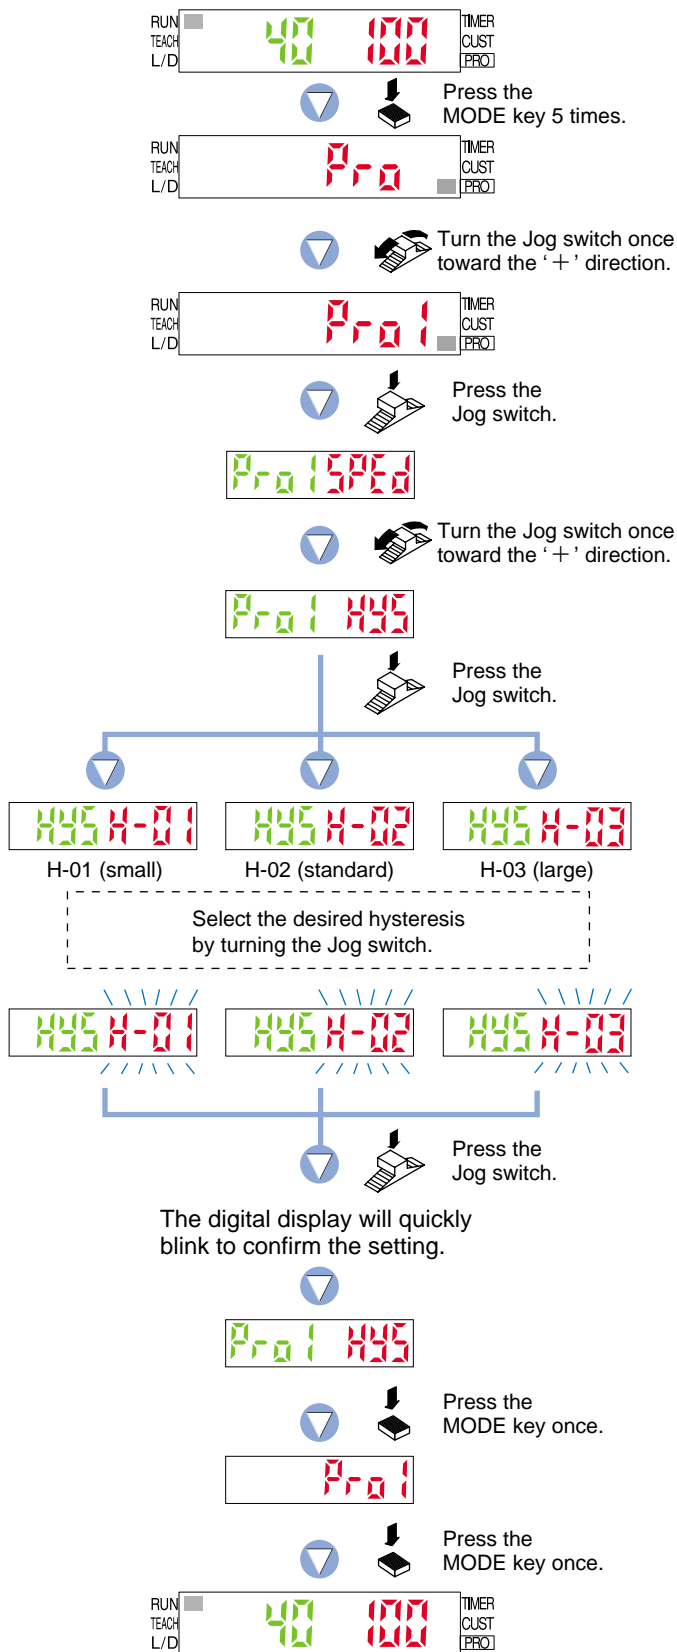 RUN 40 100 TIMER
TEACH CUST
L/D PRO
Press the
MODE key 5 times.
RUN Pro TIMER
TEACH CUST
L/D PRO
Turn the Jog switch once
toward the ‘＋’ direction.
RUN Pro1 TIMER
TEACH CUST
L/D PRO
Press the
Jog switch.
Pro1 SPEd
Turn the Jog switch once
toward the ‘＋’ direction.
Pro1 HYS
Press the
Jog switch.
HYS H-01 HYS H-02 HYS H-03
H-01 (small) H-02 (standard) H-03 (large)
Select the desired hysteresis
by turning the Jog switch.
HYS H-01 HYS H-02 HYS H-03
Press the
Jog switch.
The digital display will quickly
blink to confirm the setting.
Pro1 HYS
Press the
MODE key once.
Pro1
Press the
MODE key once.
RUN 40 100 TIMER
TEACH CUST
L/D PRO